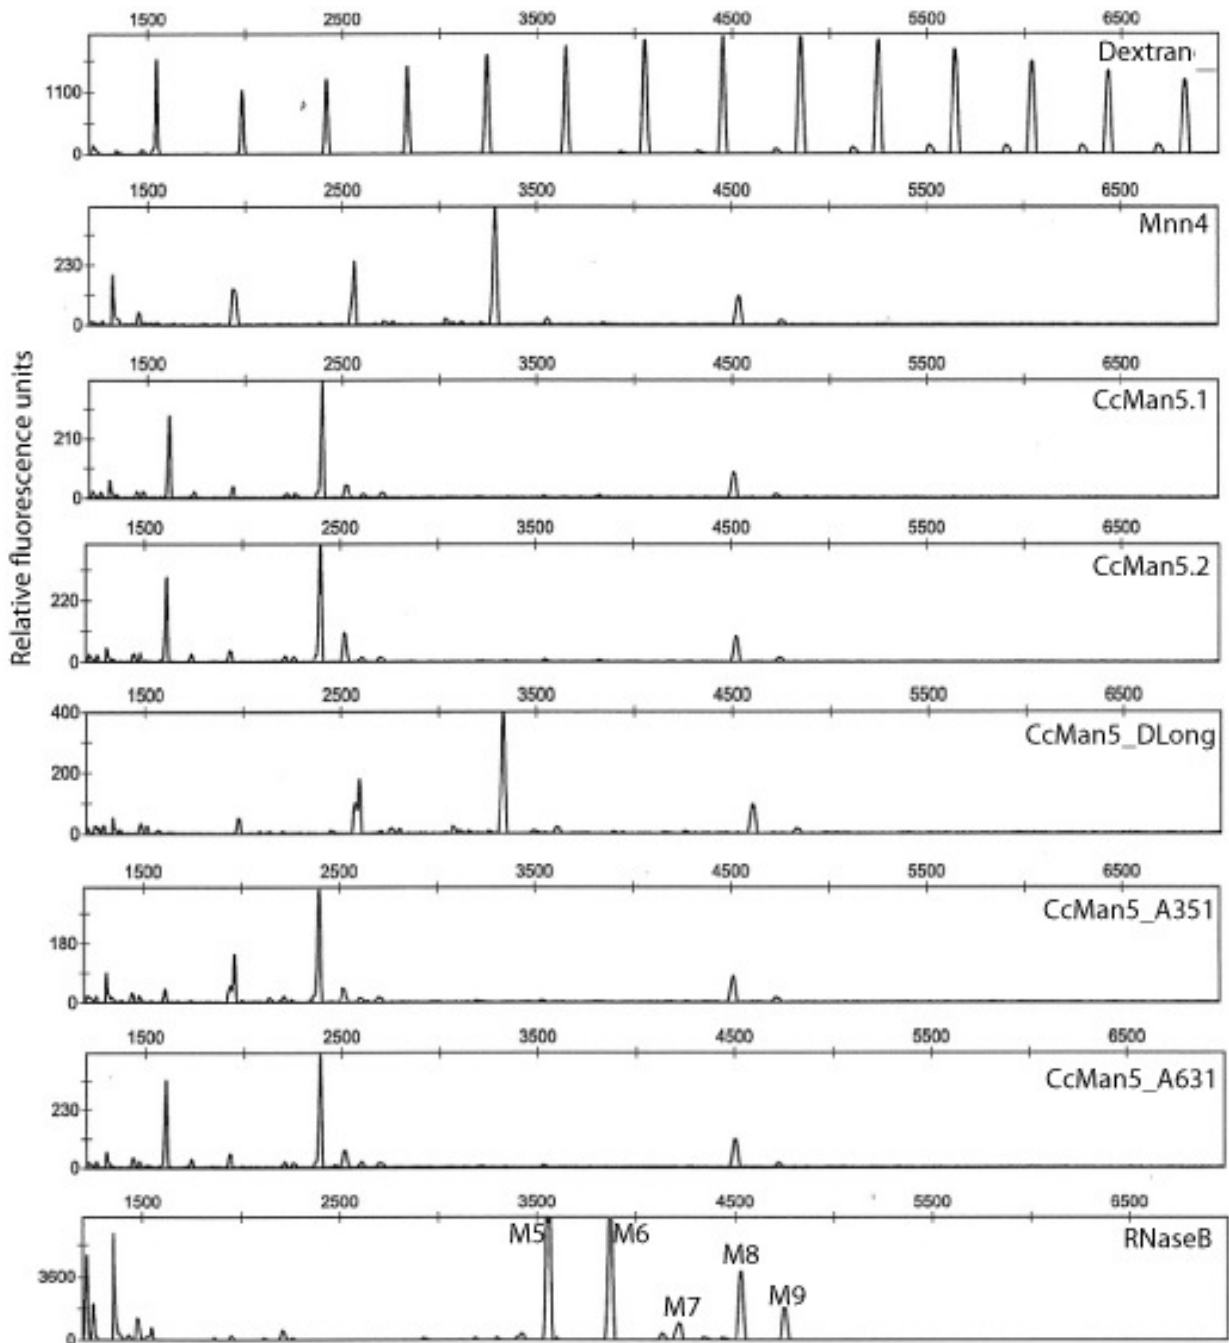 1500 2500 3500 4500 5500 6500
Dextran_
1100
0
1500 2500 3500 4500 5500 6500
Mnn4
230
0
1500 2500 3500 4500 5500 6500
CcMan5.1
210
0
1500 2500 3500 4500 5500 6500
CcMan5.2
220
0
1500 2500 3500 4500 5500 6500
400
CcMan5_DLong
200
0
1500 2500 3500 4500 5500 6500
CcMan5_A351
180
0
1500 2500 3500 4500 5500 6500
CcMan5_A631
230
0
1500 2500 3500 4500 5500 6500
M5 M6 RNaseB
M8
3600
M7 M9
0
Relative fluorescence units